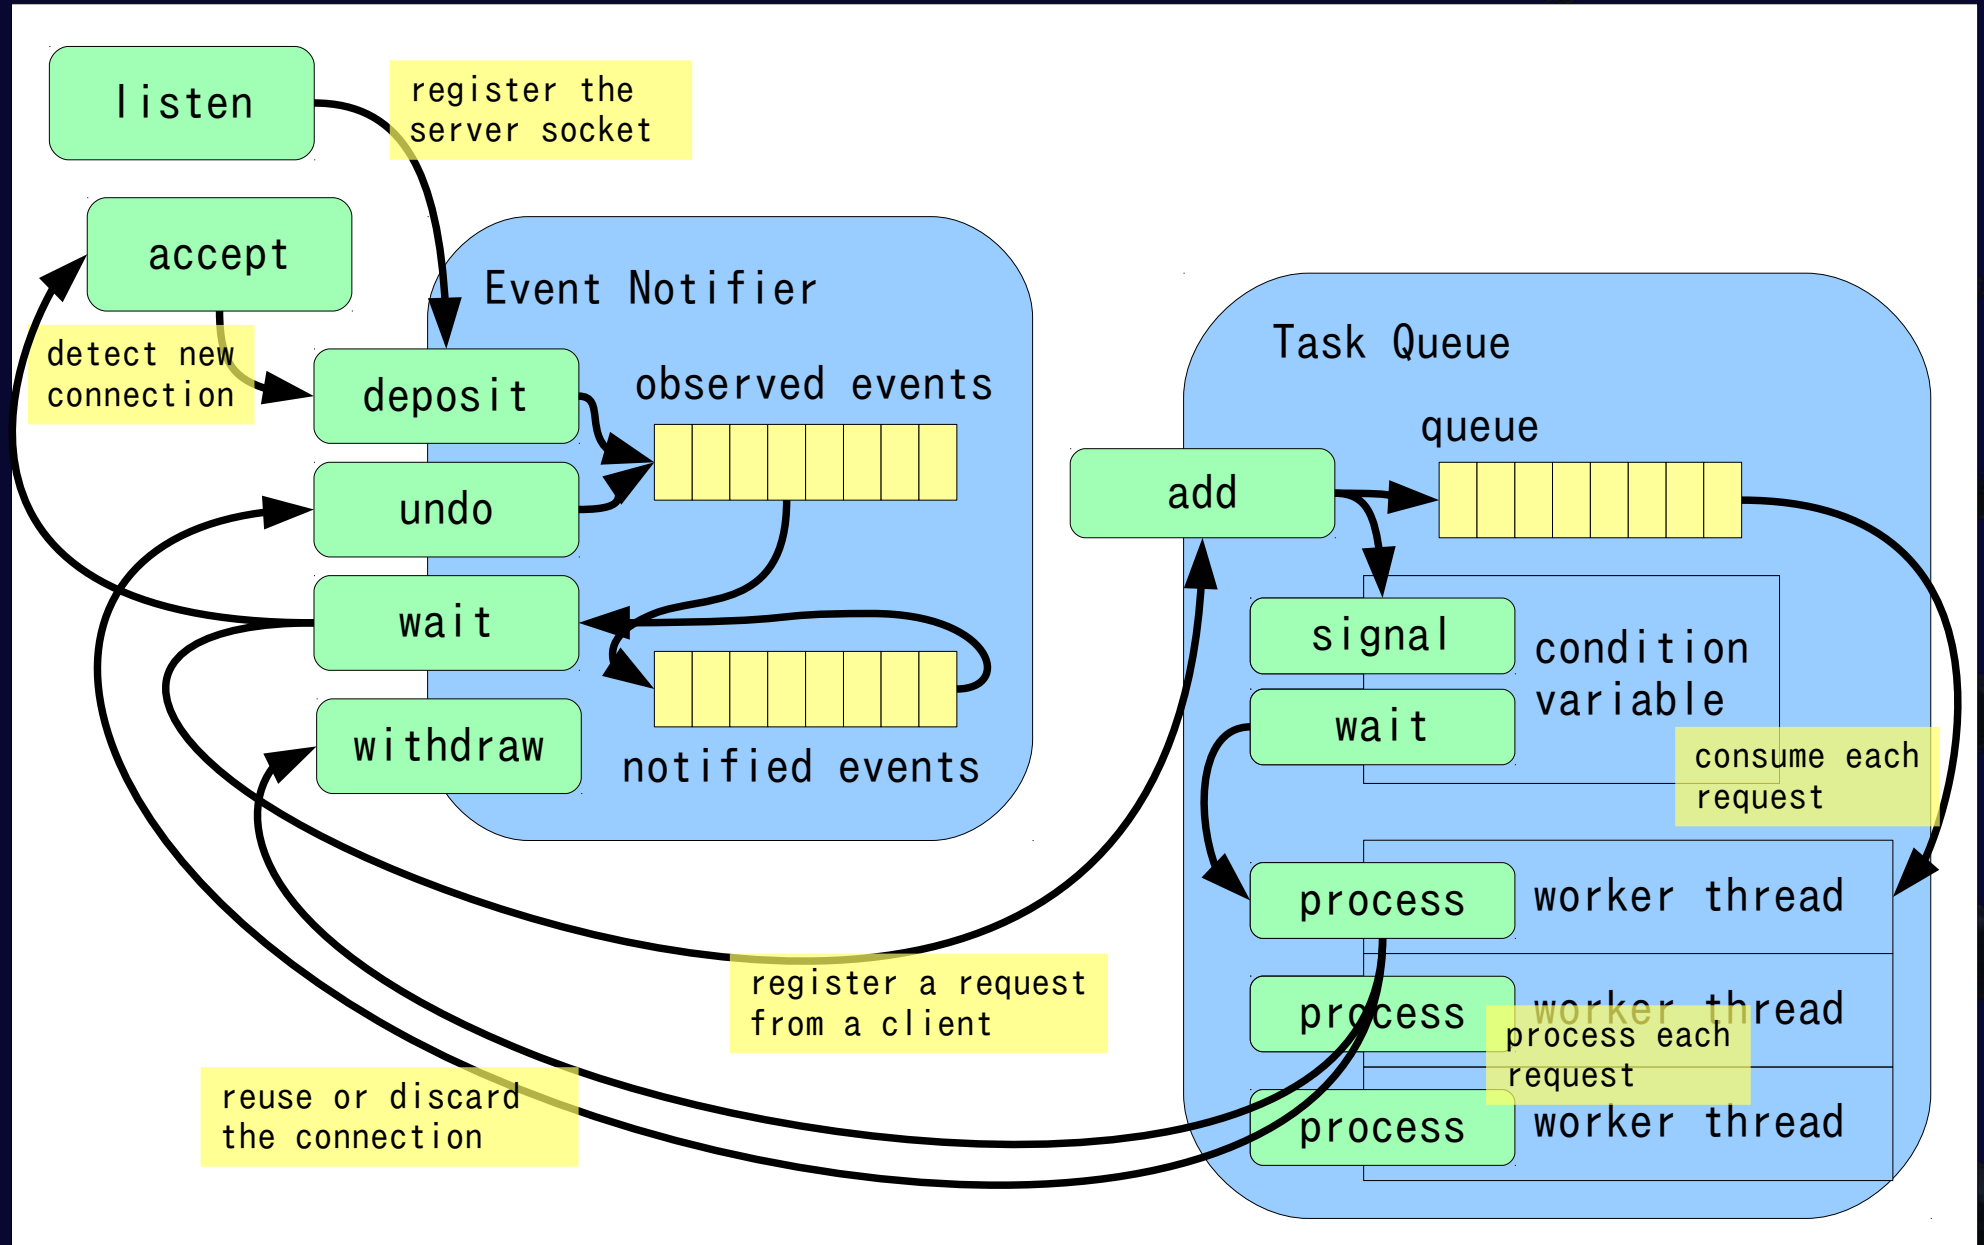 listen
register the
server socket
accept
Event Notifier
detect new
connection
deposit
observed events
undo
wait
withdraw
notified events
Task Queue
queue
add
signal
condition
variable
wait
consume each
request
process
worker thread
process
worker thread
process each
request
process
worker thread
register a request
from a client
reuse or discard
the connection